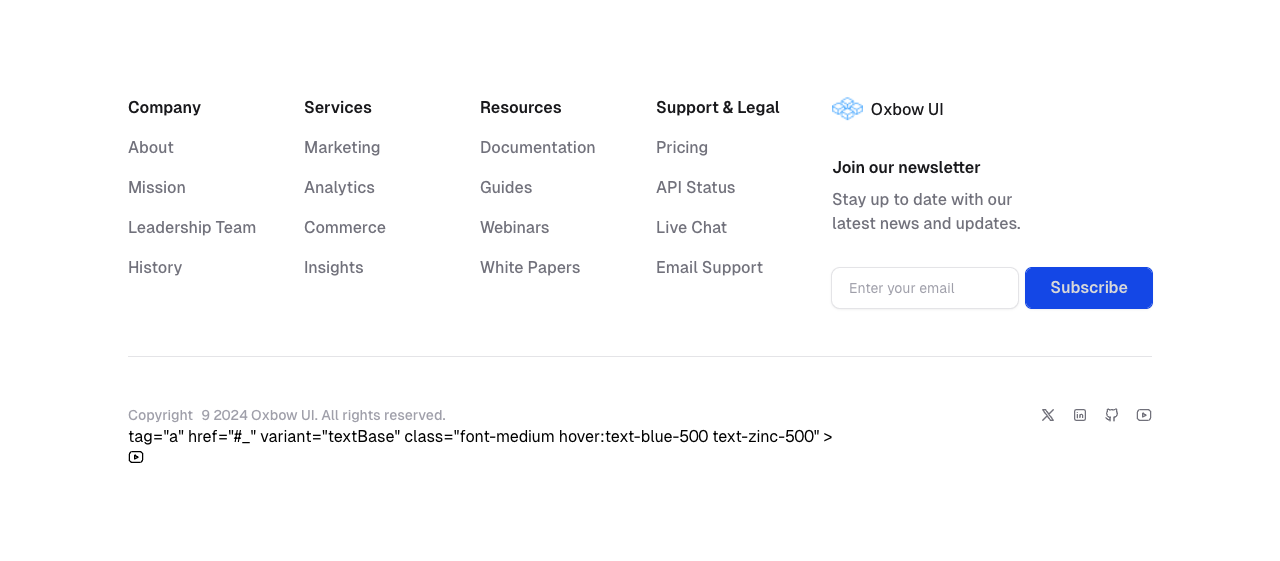 Company
About
Mission
Leadership Team
History
Services
Marketing
Analytics
Commerce
Insights
Resources
Documentation
Guides
Webinars
White Papers
Support & Legal
Pricing
API Status
Live Chat
Email Support
Oxbow UI
Join our newsletter
Stay up to date with our
latest news and updates.
Enter your email
Subscribe
Copyright 9 2024 Oxbow UI. All rights reserved.
tag="a" href="#_" variant="textBase" class="font-medium hover:text-blue-500 text-zinc-500" >